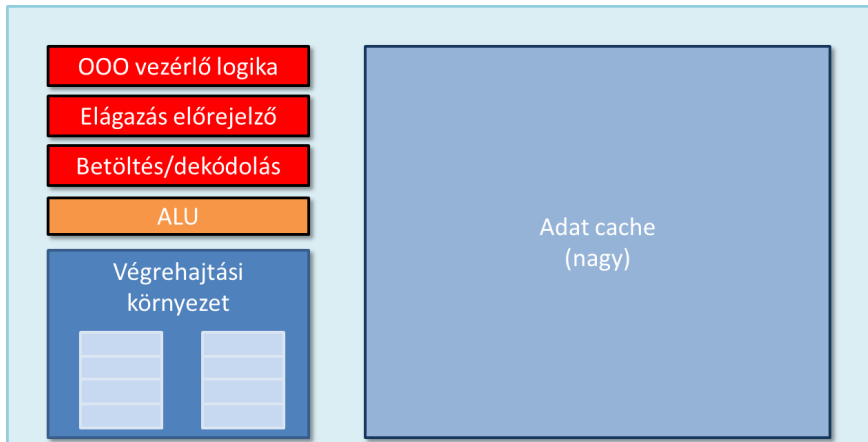 OOO vezérlő logika
Elágazás előrejelző
Betöltés/dekódolás
ALU
Végrehajtási
környezet
Adat cache
(nagy)